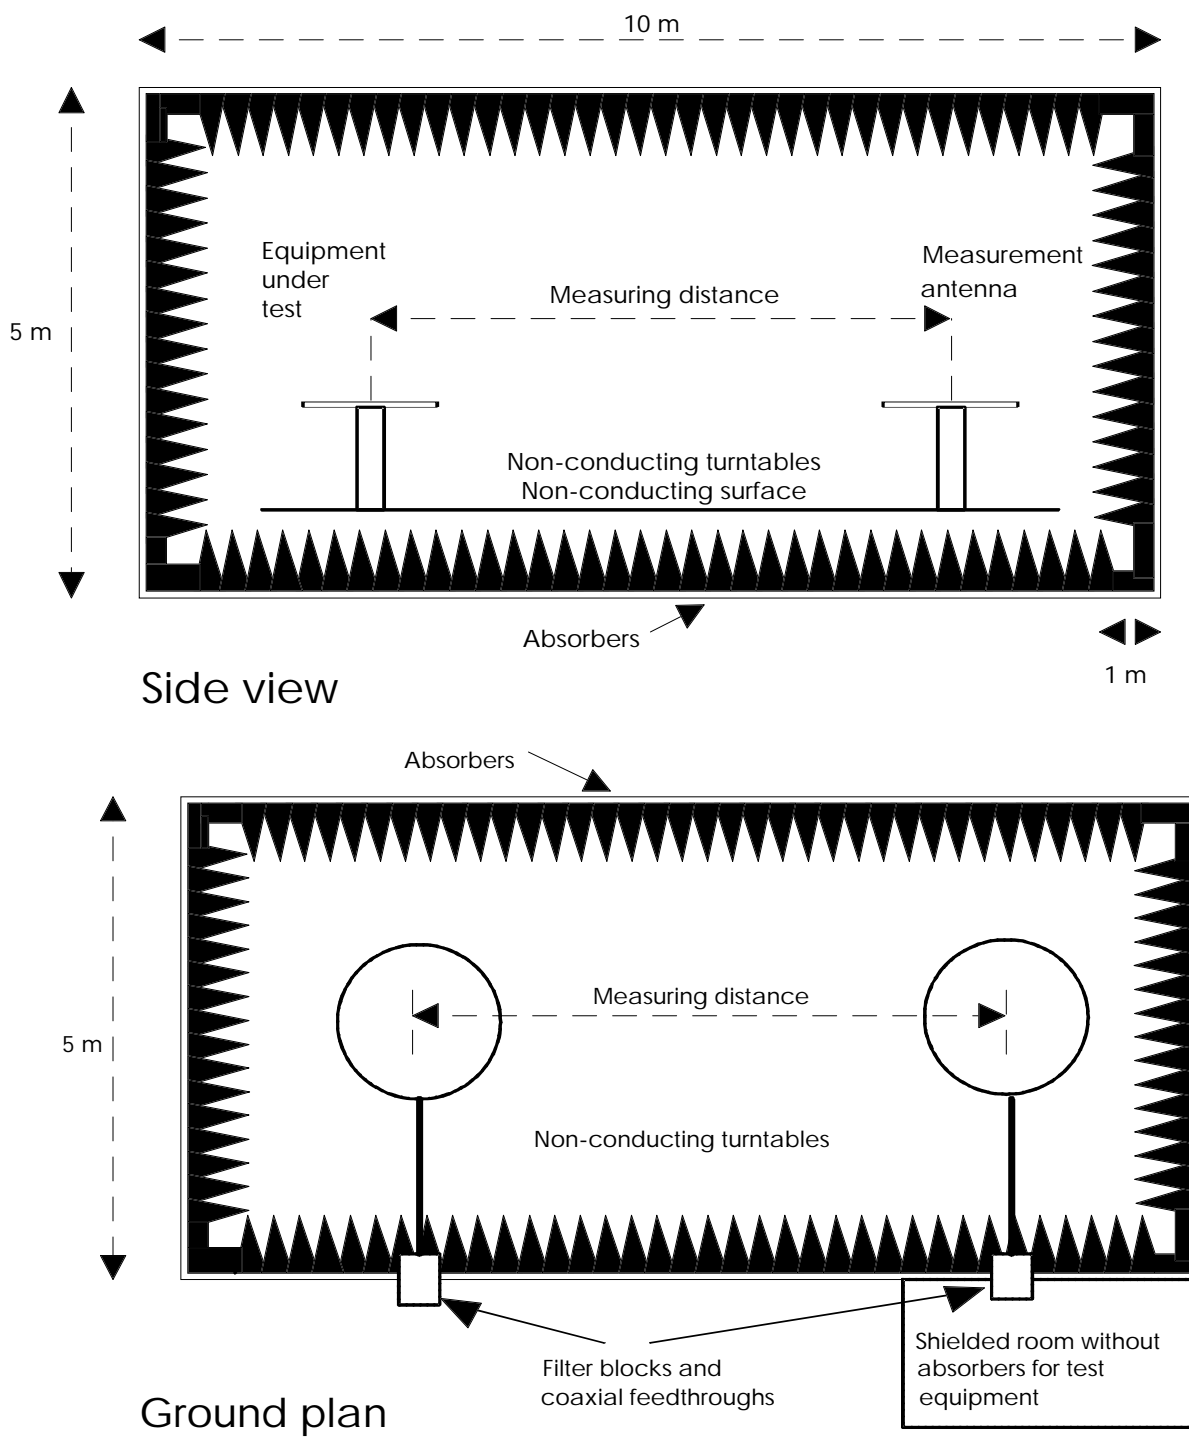 10 m
Equipment
under
test
Measurement
antenna
Measuring distance
5 m
Non-conducting turntables
Non-conducting surface
Absorbers
1 m
Side view
Absorbers
Measuring distance
5 m
Non-conducting turntables
Filter blocks and
coaxial feedthroughs
Shielded room without
absorbers for test
equipment
Ground plan